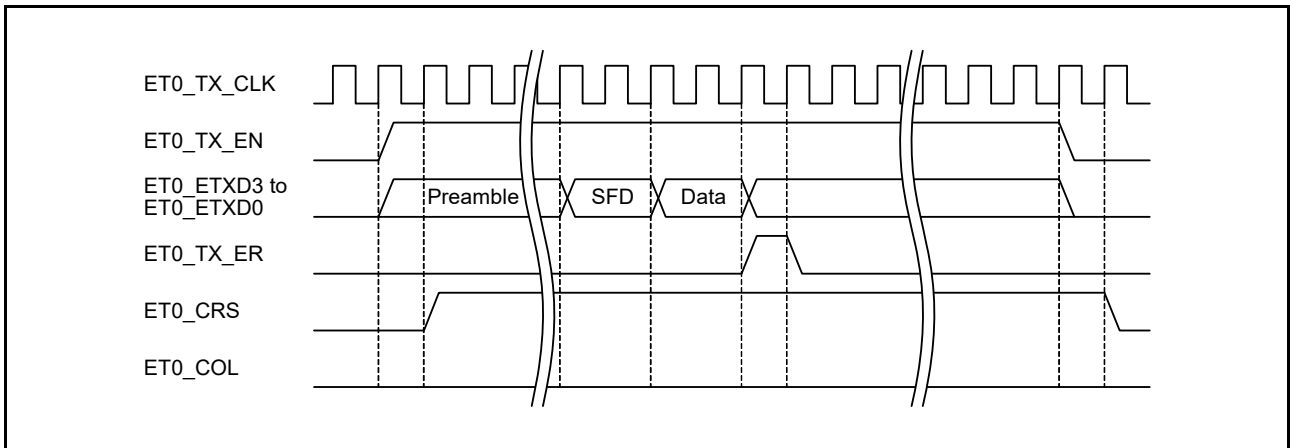 ET0_TX_CLK
ET0_TX_EN
ET0_ETXD3 to
ET0_ETXD0
Preamble
SFD
Data
ET0_TX_ER
ET0_CRS
ET0_COL